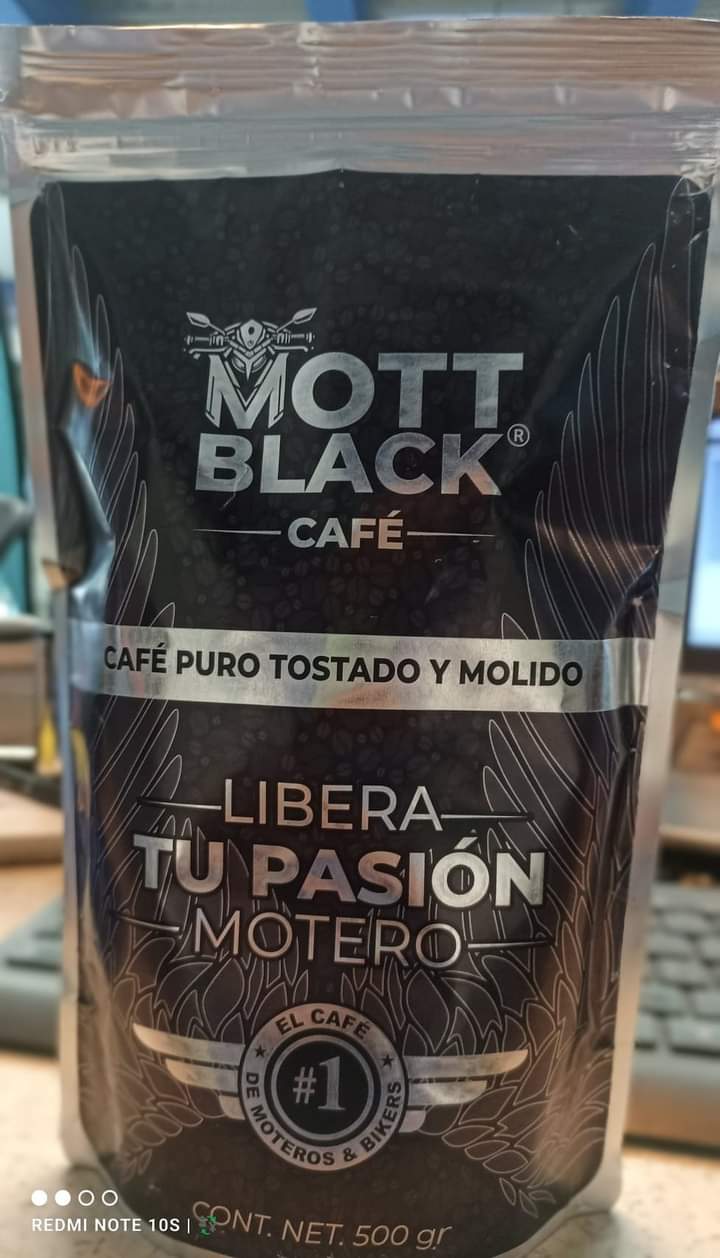 MOTT
BLACK®
CAFÉ
CAFÉ PURO TOSTADO Y MOLIDO
LIBERA
TU PASIÓN
MOTERO
EL CAFÉ
#1
DE MOTEROS & BIKERS
CONT. NET. 500 gr
REDMI NOTE 10S |